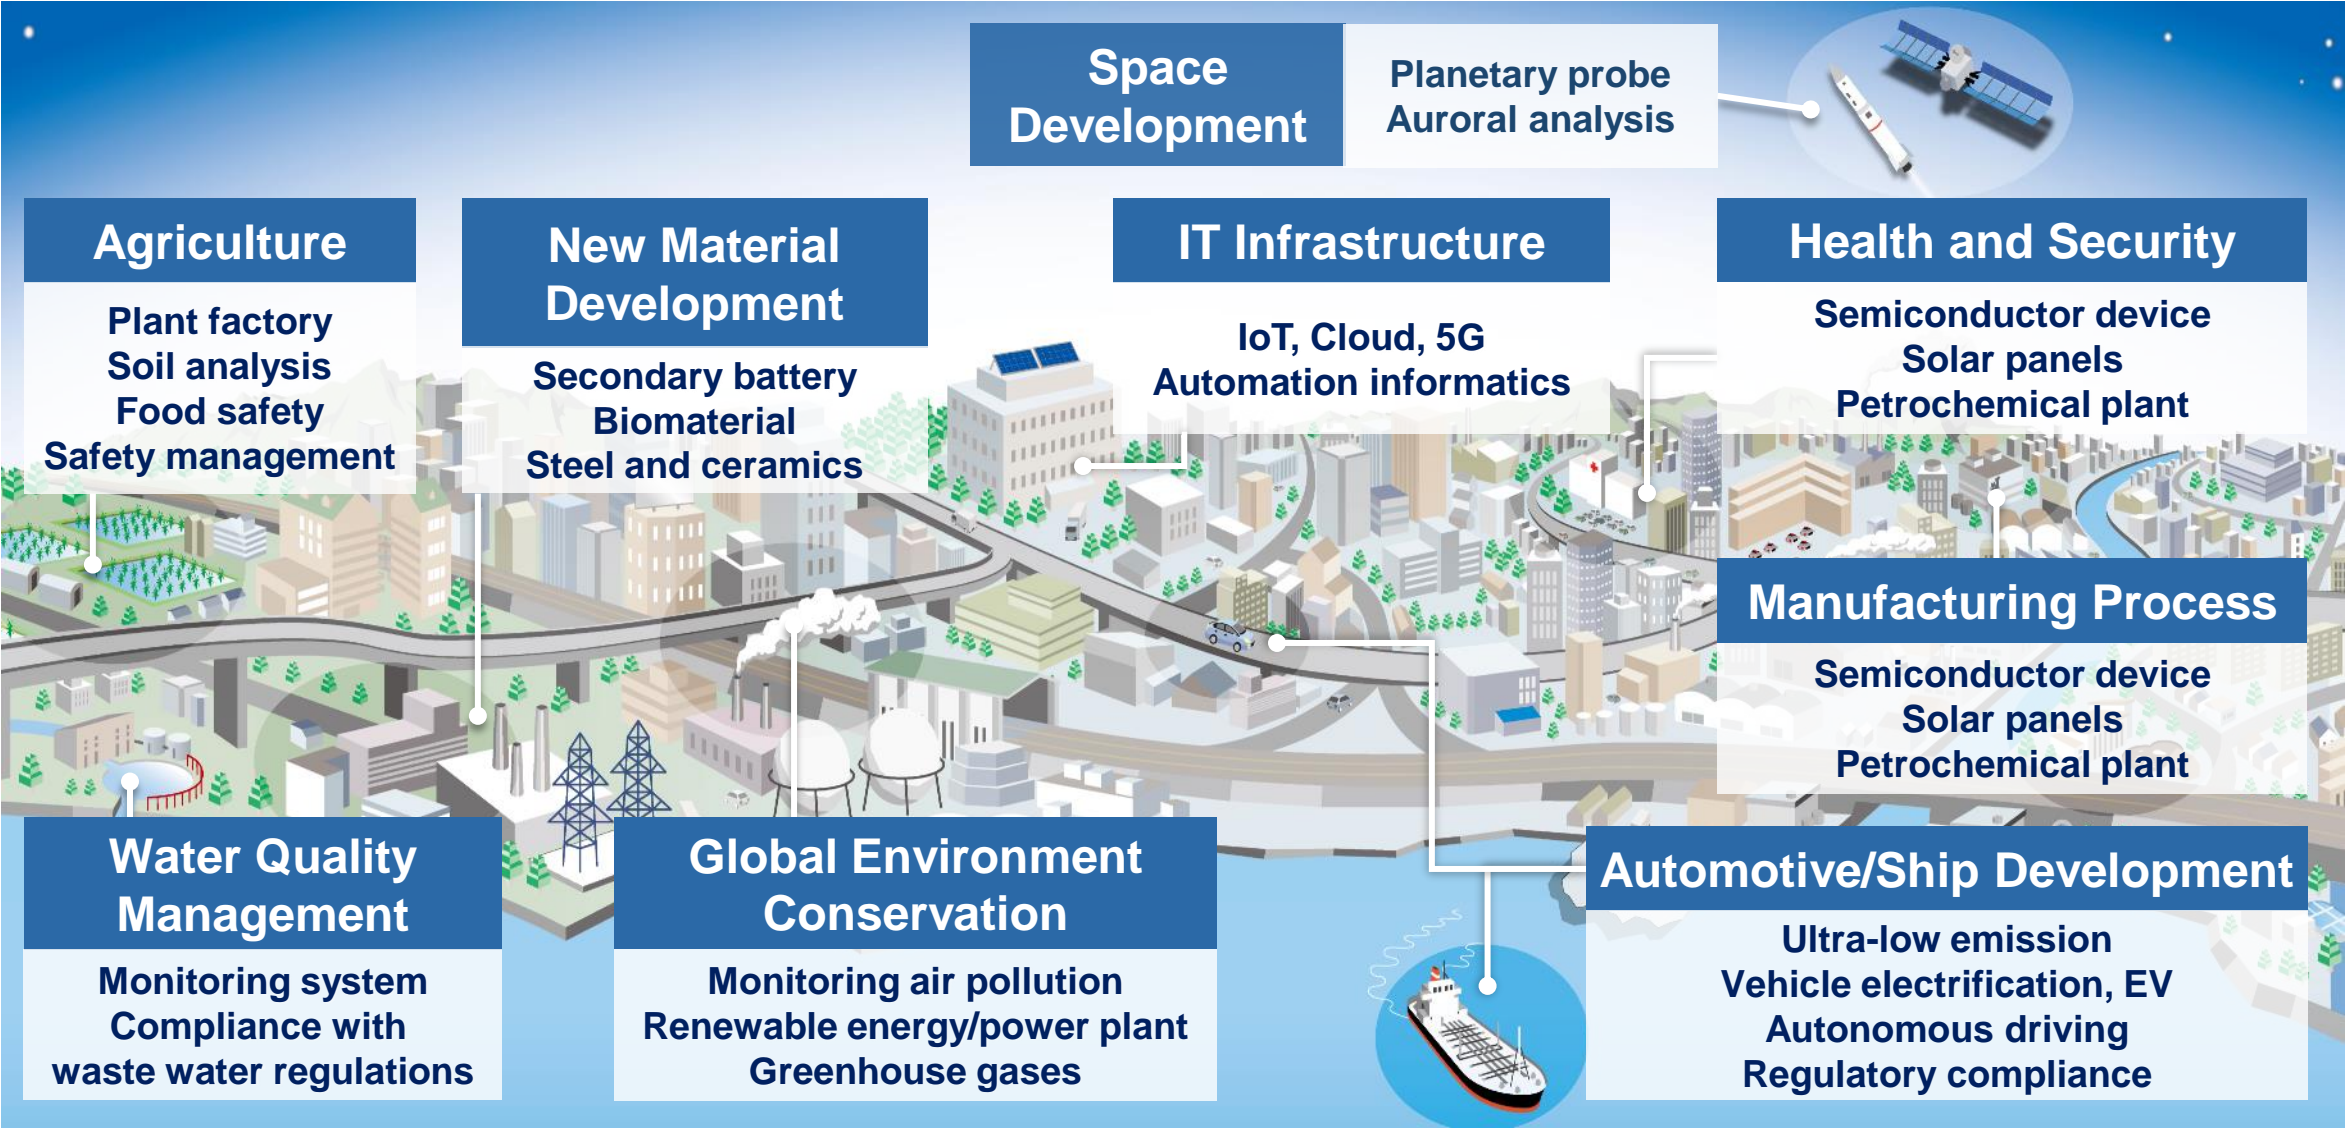 Space
Development
Planetary probe
Auroral analysis
Agriculture
Plant factory
Soil analysis
Food safety
Safety management
New Material
Development
Secondary battery
Biomaterial
Steel and ceramics
IT Infrastructure
IoT, Cloud, 5G
Automation informatics
Health and Security
Semiconductor device
Solar panels
Petrochemical plant
Manufacturing Process
Semiconductor device
Solar panels
Petrochemical plant
Water Quality
Management
Monitoring system
Compliance with
waste water regulations
Global Environment
Conservation
Monitoring air pollution
Renewable energy/power plant
Greenhouse gases
Automotive/Ship Development
Ultra-low emission
Vehicle electrification, EV
Autonomous driving
Regulatory compliance